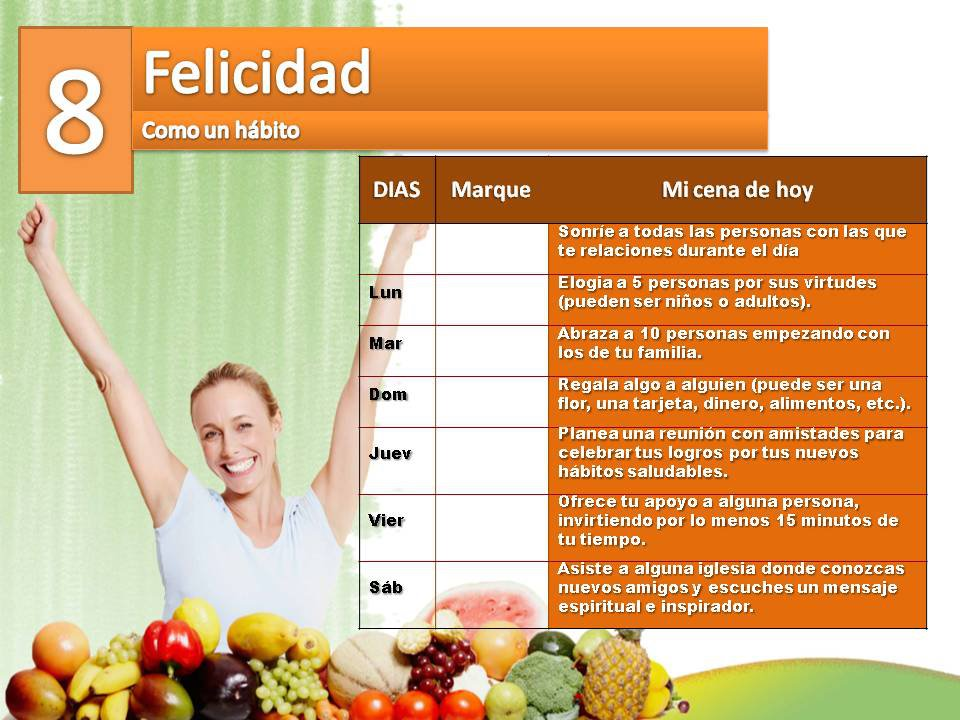 8
Felicidad
Como un hábito
DIAS Marque Mi cena de hoy
Sonríe a todas las personas con las que
te relaciones durante el día
Lun
Elogia a 5 personas por sus virtudes
(pueden ser niños o adultos).
Mar
Abraza a 10 personas empezando con
los de tu familia.
Dom
Regala algo a alguien (puede ser una
flor, una tarjeta, dinero, alimentos, etc.).
Juev
Planea una reunión con amistades para
celebrar tus logros por tus nuevos
hábitos saludables.
Vier
Ofrece tu apoyo a alguna persona,
invirtiendo por lo menos 15 minutos de
tu tiempo.
Sáb
Asiste a alguna iglesia donde conozcas
nuevos amigos y escuches un mensaje
espiritual e inspirador.